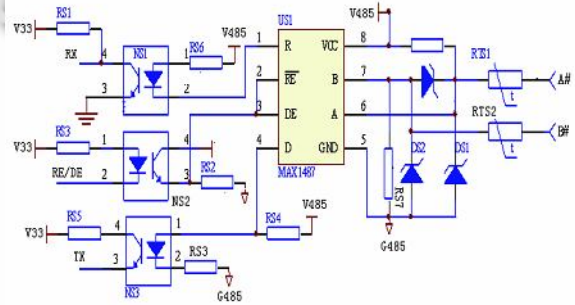 RS1
V33
RX
4
3
NS1
1
2
RS6
V485
US1
1 R VCC 8
2 RE B 7
3 DE A 6
4 D GND 5
MAX1487
V485
RTS1
t
A#
RTS2
t
B#
DS2
DS1
RS7
G485
RS3
V33
1
RE/DE
2
4
3
NS2
RS2
RS5
V33
4
TX
3
NS3
1
2
RS4
V485
RS3
G485